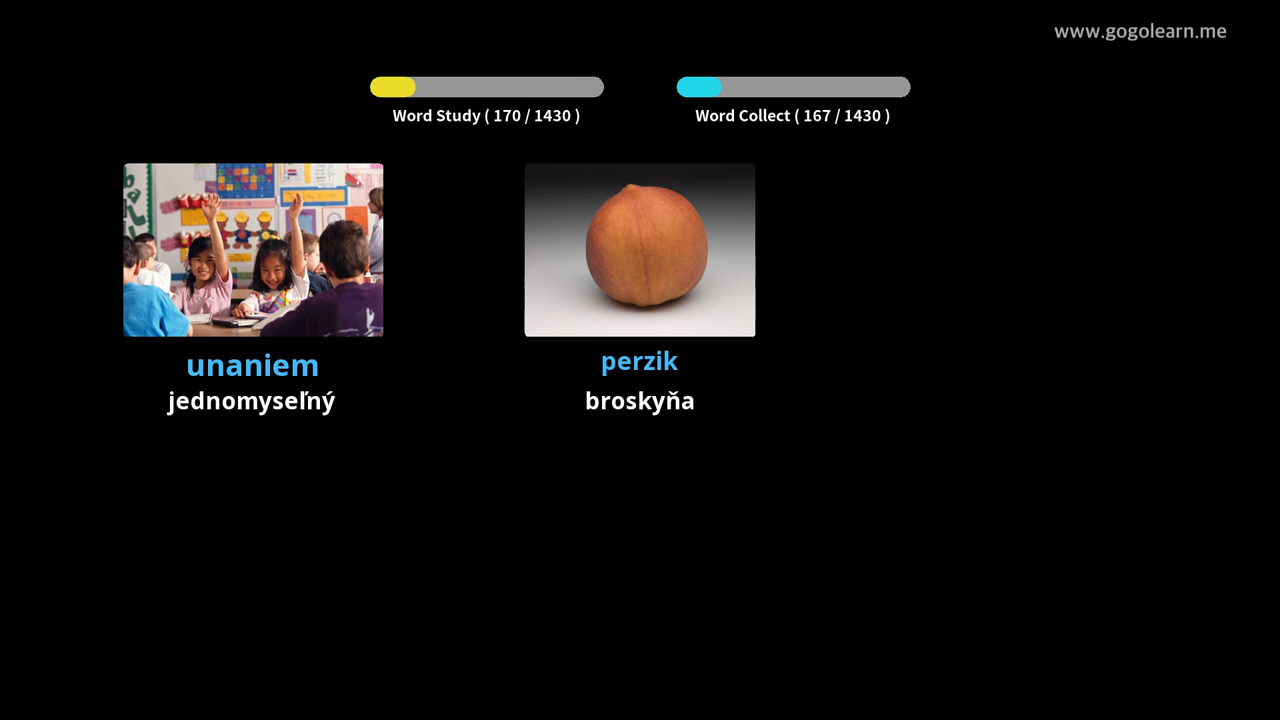 www.gogolearn.me
Word Study ( 170 / 1430 )
Word Collect ( 167 / 1430 )
unaniem
jednomyseľný
perzik
broskyňa